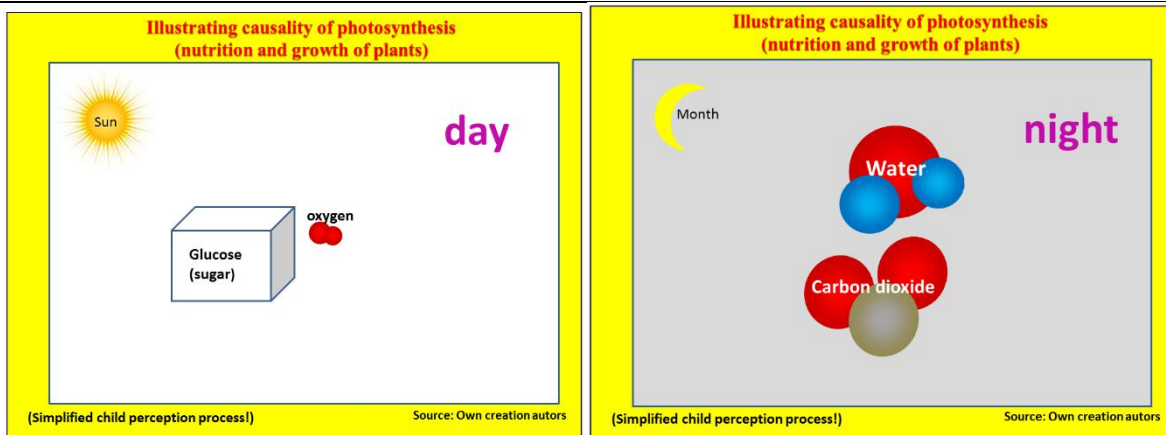 Illustrating causality of photosynthesis
(nutrition and growth of plants)
Sun
day
oxygen
Glucose
(sugar)
(Simplified child perception process!)
Source: Own creation autors
Illustrating causality of photosynthesis
(nutrition and growth of plants)
Month
night
Water
Carbon dioxide
(Simplified child perception process!)
Source: Own creation autors